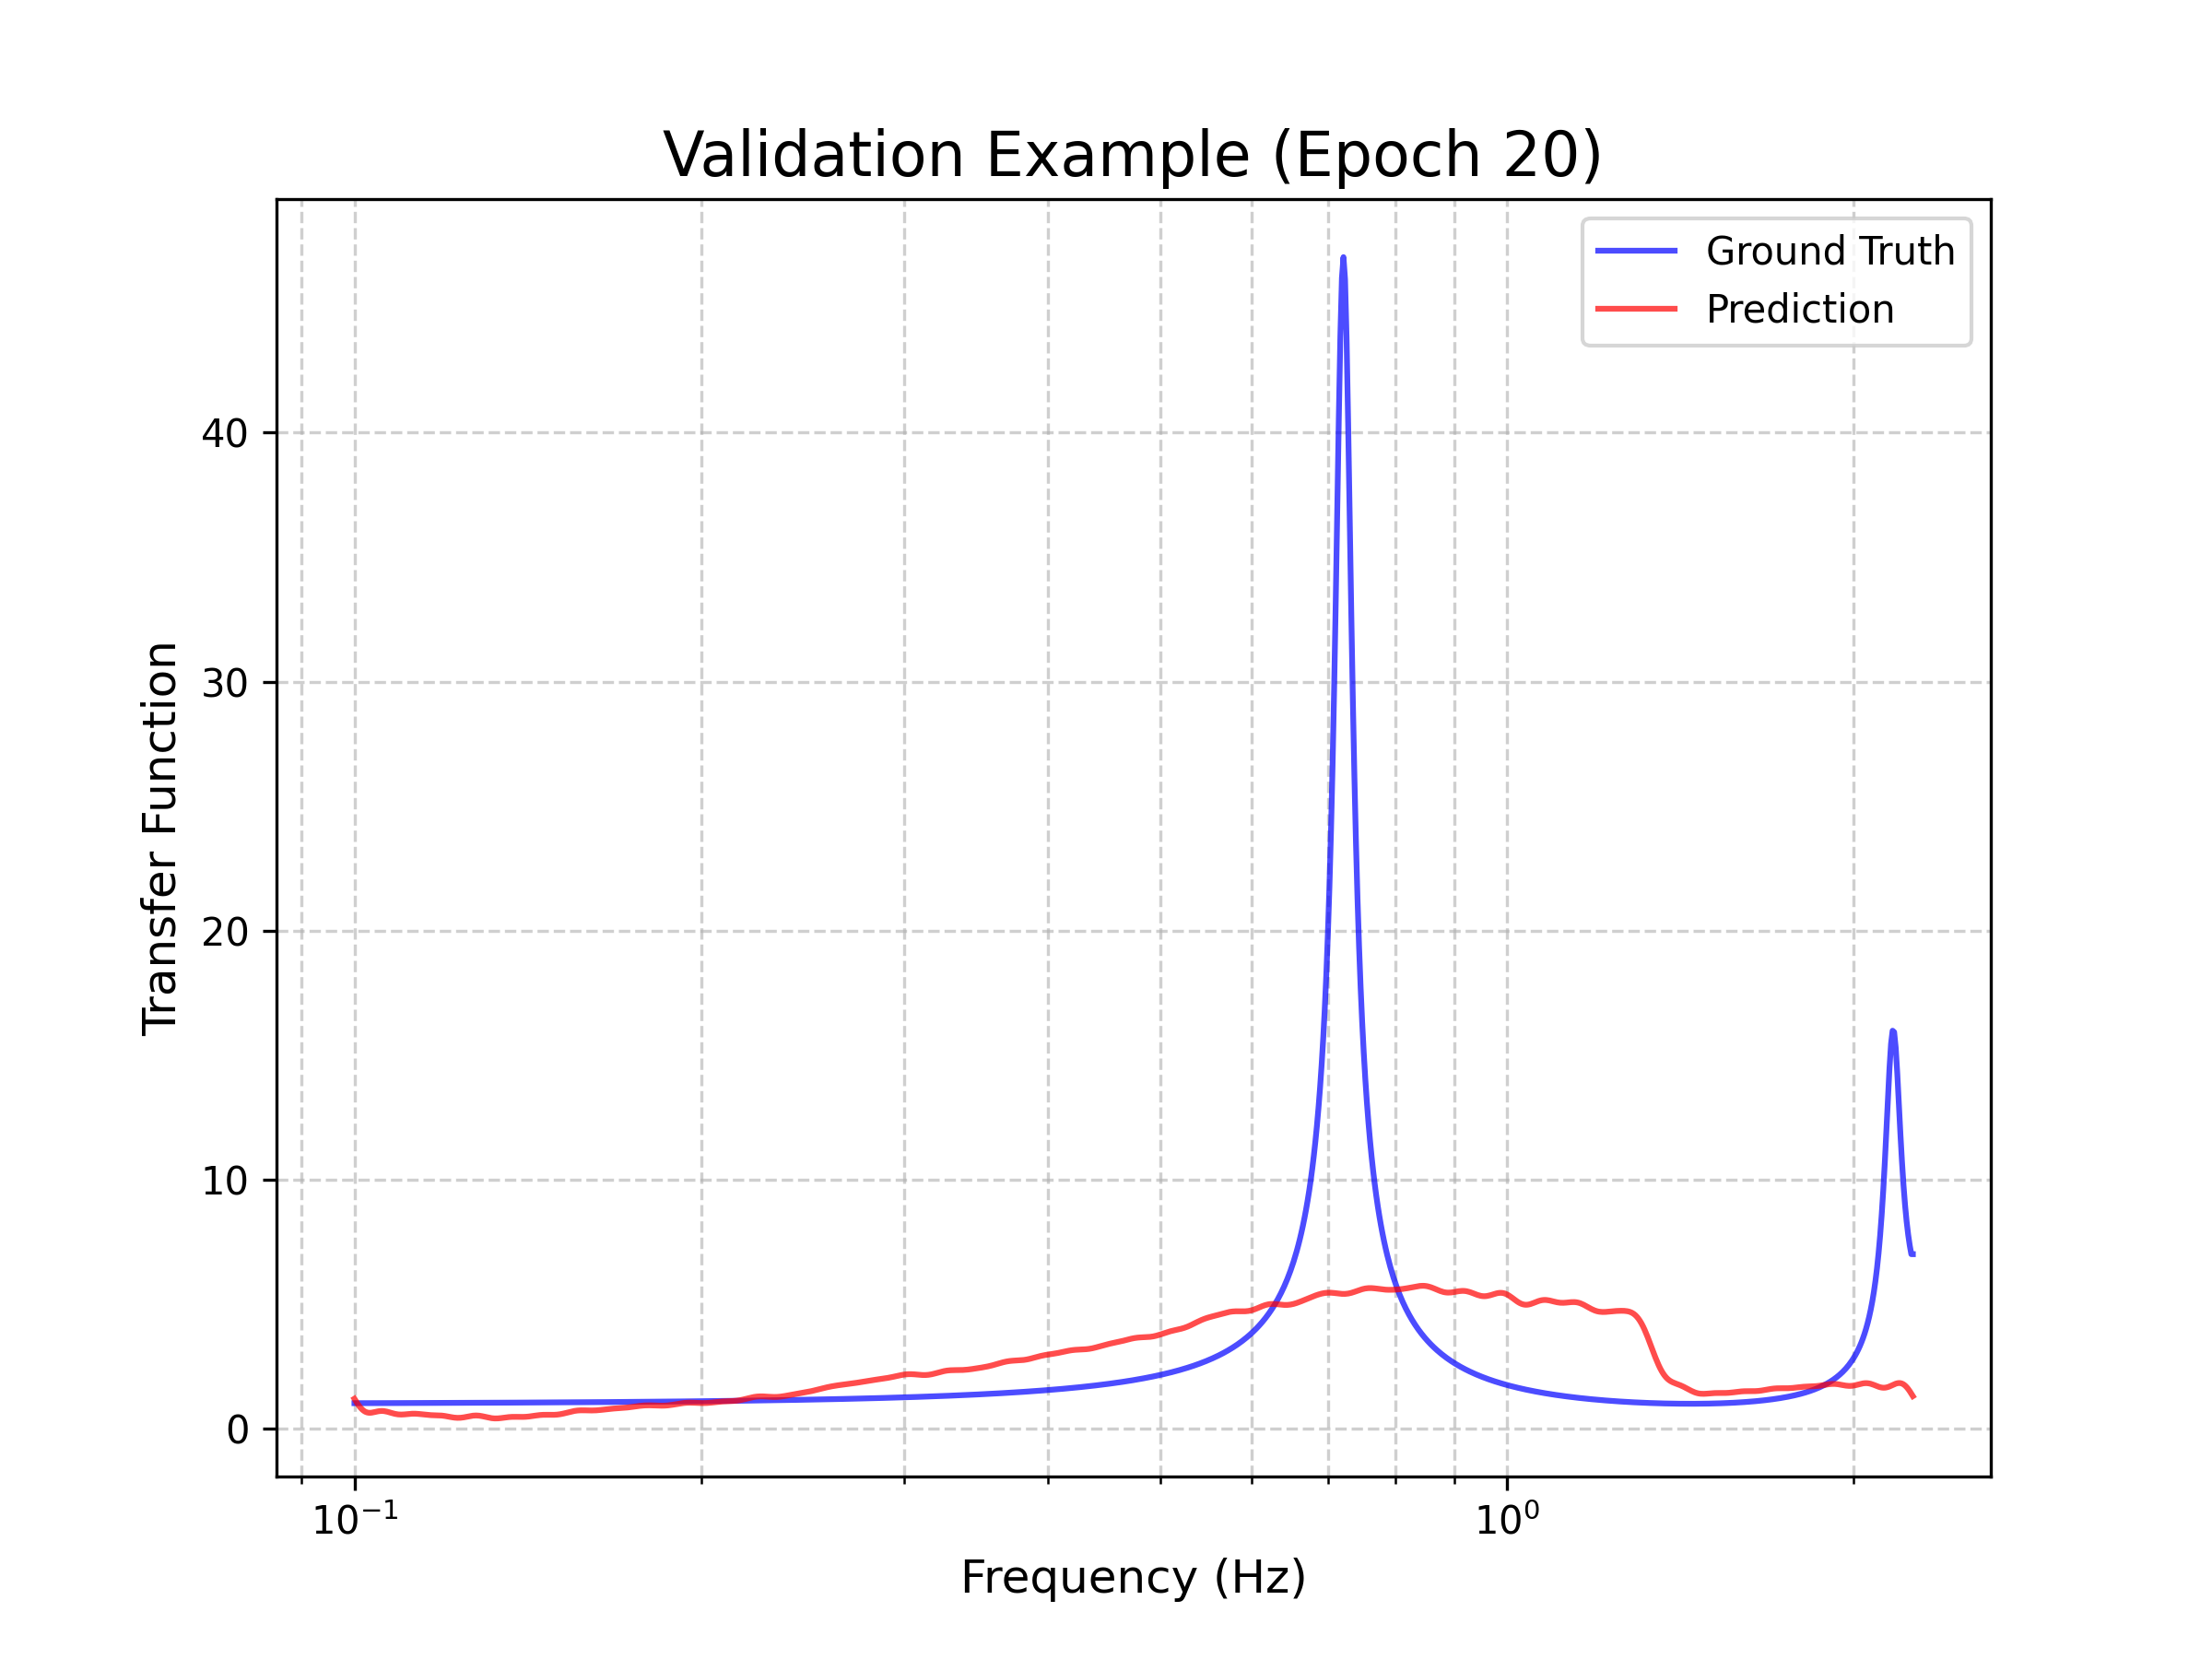 Validation Example (Epoch 20)
Ground Truth
Prediction
Transfer Function
40
30
20
10
0
10⁻¹
10⁰
Frequency (Hz)